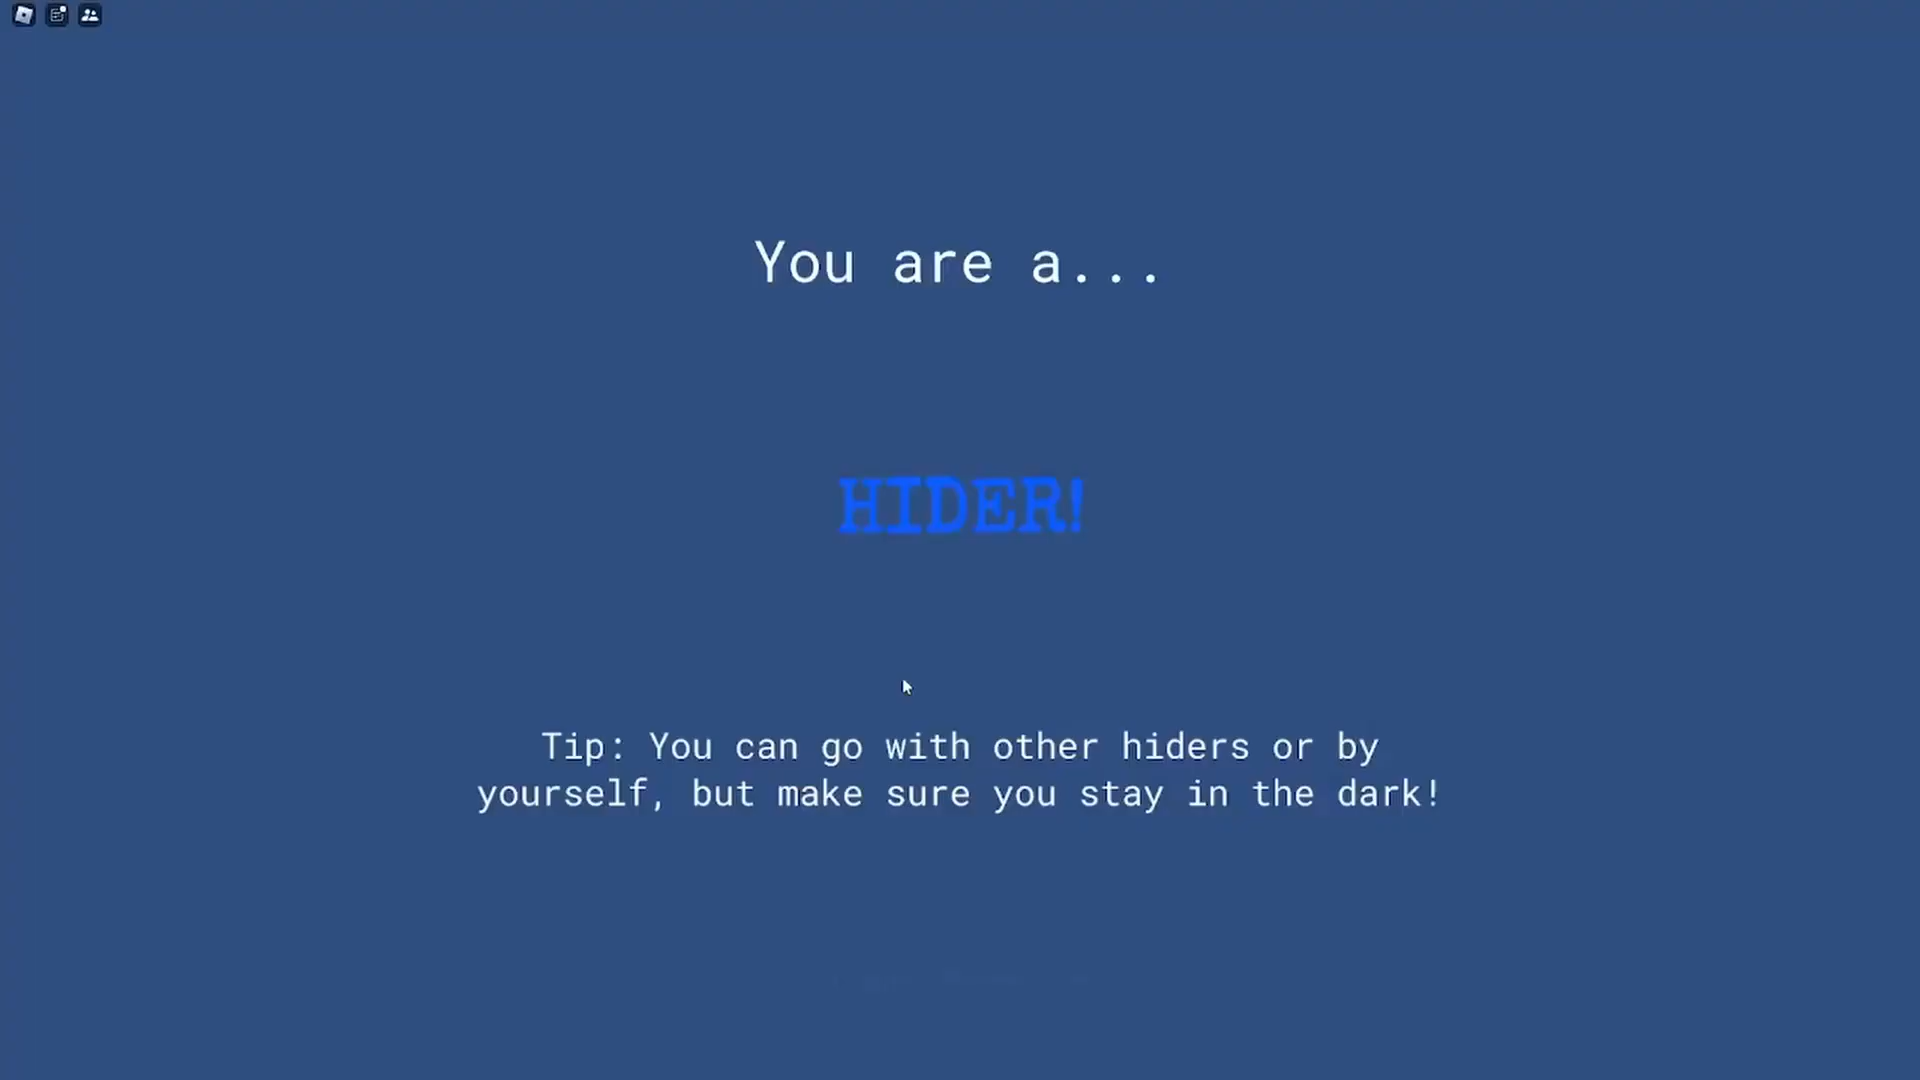 You are a...
HIDER!
Tip: You can go with other hiders or by
yourself, but make sure you stay in the dark!